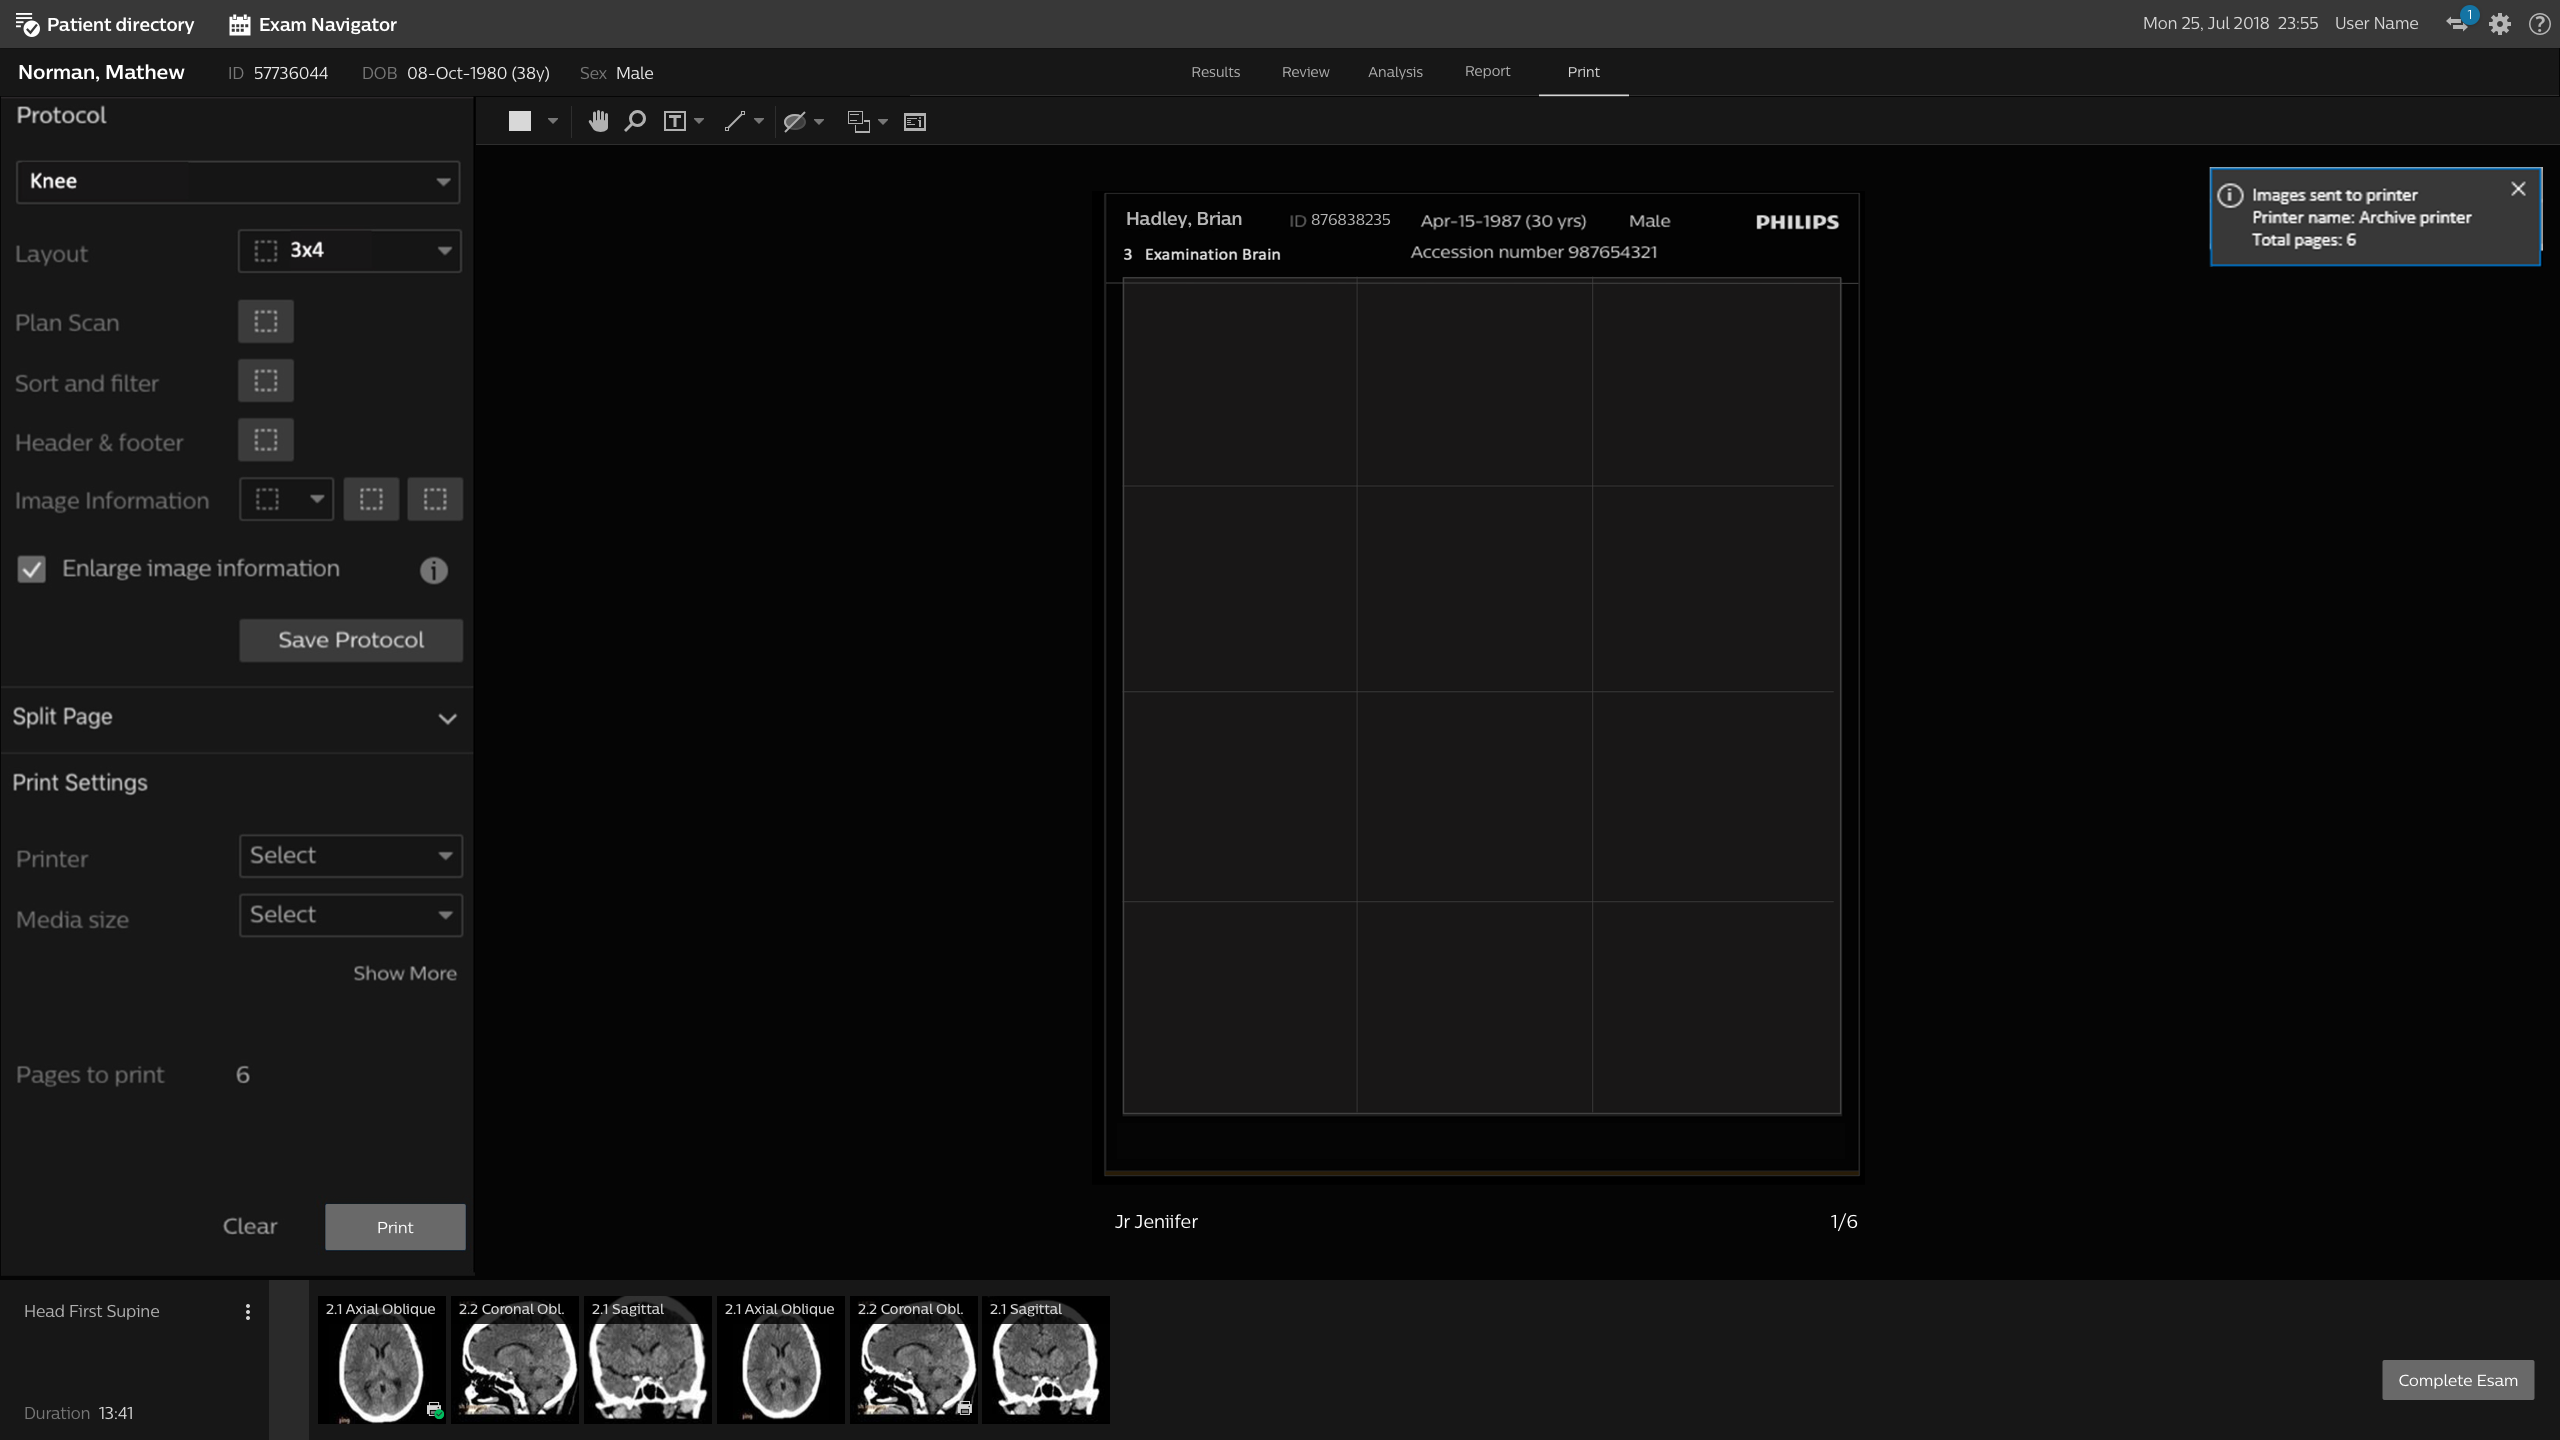 Patient directory
Exam Navigator
Mon 25, Jul 2018 23:55 User Name
1
Norman, Mathew ID 57736044 DOB 08-Oct-1980 (38y) Sex Male
Results Review Analysis Report Print
Protocol
Knee
Layout 3x4
Plan Scan
Sort and filter
Header & footer
Image Information
Enlarge image information
Save Protocol
Split Page
Print Settings
Printer Select
Media size Select
Show More
Pages to print 6
Clear Print
Hadley, Brian ID 876838235 Apr-15-1987 (30 yrs) Male PHILIPS
3 Examination Brain Accession number 987654321
Jr Jeniifer 1/6
Images sent to printer
Printer name: Archive printer
Total pages: 6
Head First Supine
Duration 13:41
2.1 Axial Oblique
2.2 Coronal Obl.
2.1 Sagittal
2.1 Axial Oblique
2.2 Coronal Obl.
2.1 Sagittal
Complete Esam